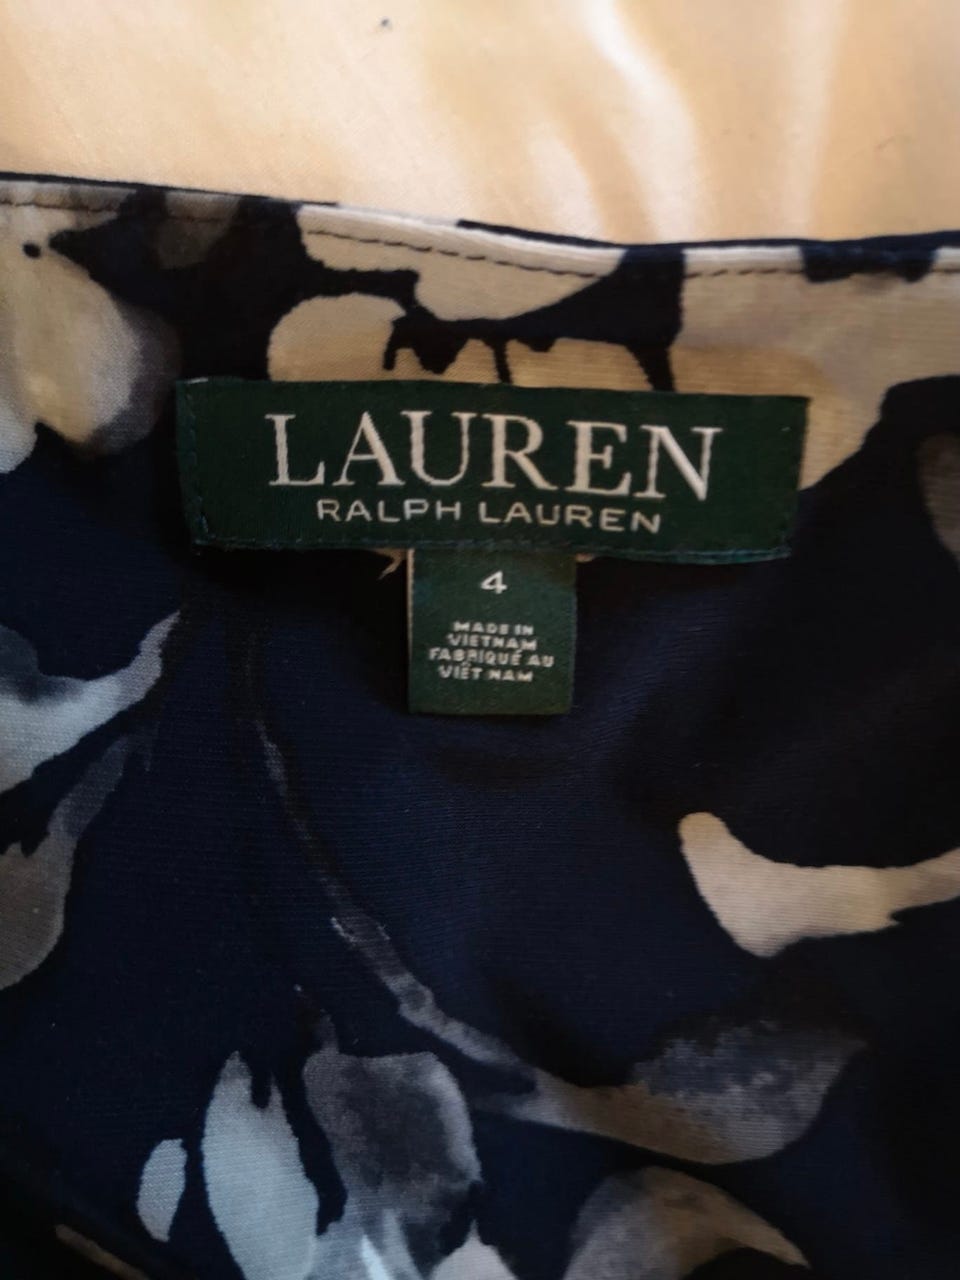 LAUREN
RALPH LAUREN
4
MADE IN
VIETNAM
FABRIQUÉ AU
VIÊT NAM